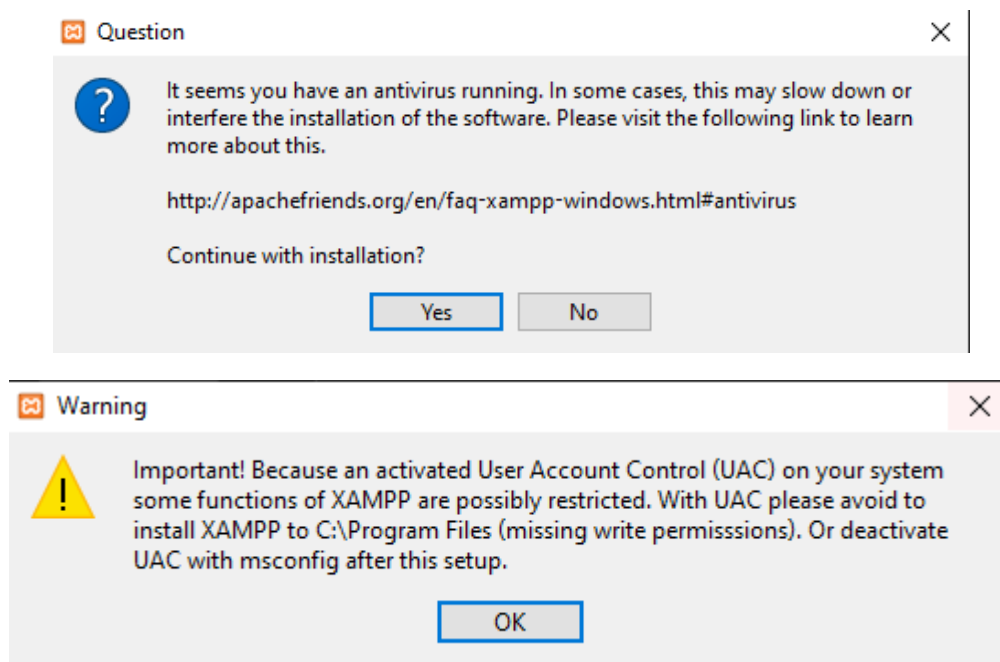 Question
It seems you have an antivirus running. In some cases, this may slow down or
interfere the installation of the software. Please visit the following link to learn
more about this.
http://apachefriends.org/en/faq-xampp-windows.html#antivirus
Continue with installation?
Yes No
Warning
Important! Because an activated User Account Control (UAC) on your system
some functions of XAMPP are possibly restricted. With UAC please avoid to
install XAMPP to C:\Program Files (missing write permisssions). Or deactivate
UAC with msconfig after this setup.
OK